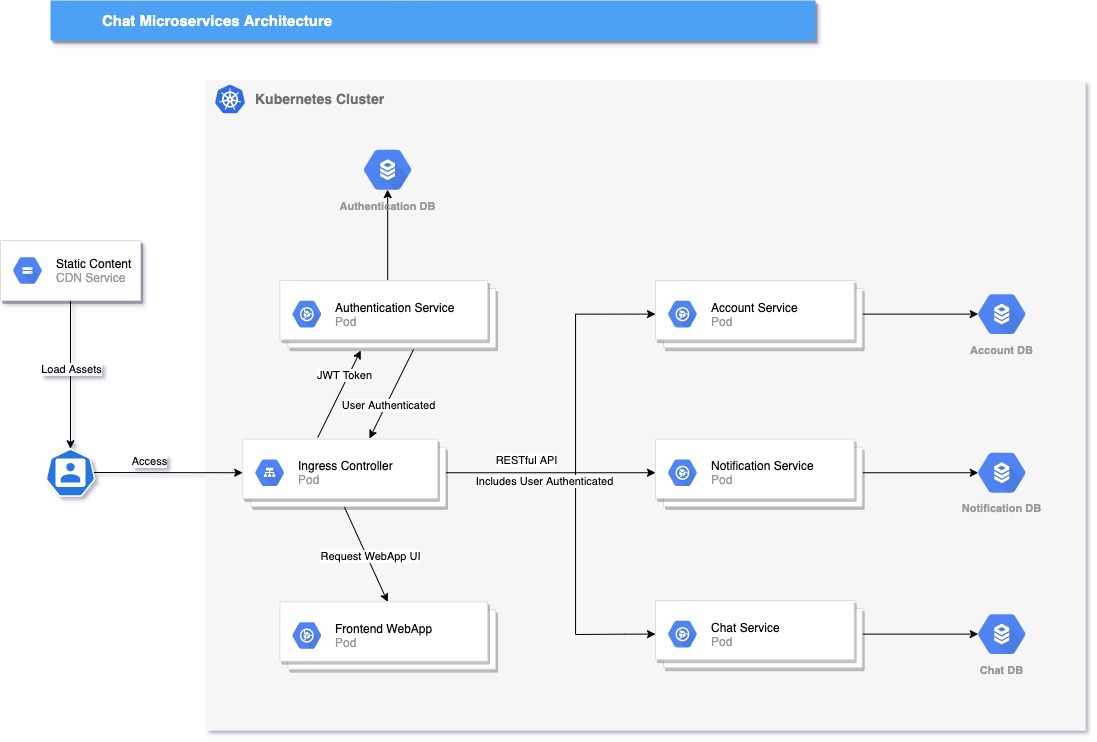 Chat Microservices Architecture
Kubernetes Cluster
Authentication DB
Static Content
CDN Service
Authentication Service
Pod
Account Service
Pod
Account DB
Load Assets
JWT Token
User Authenticated
Access
Ingress Controller
Pod
RESTful API
Includes User Authenticated
Notification Service
Pod
Notification DB
Request WebApp UI
Frontend WebApp
Pod
Chat Service
Pod
Chat DB